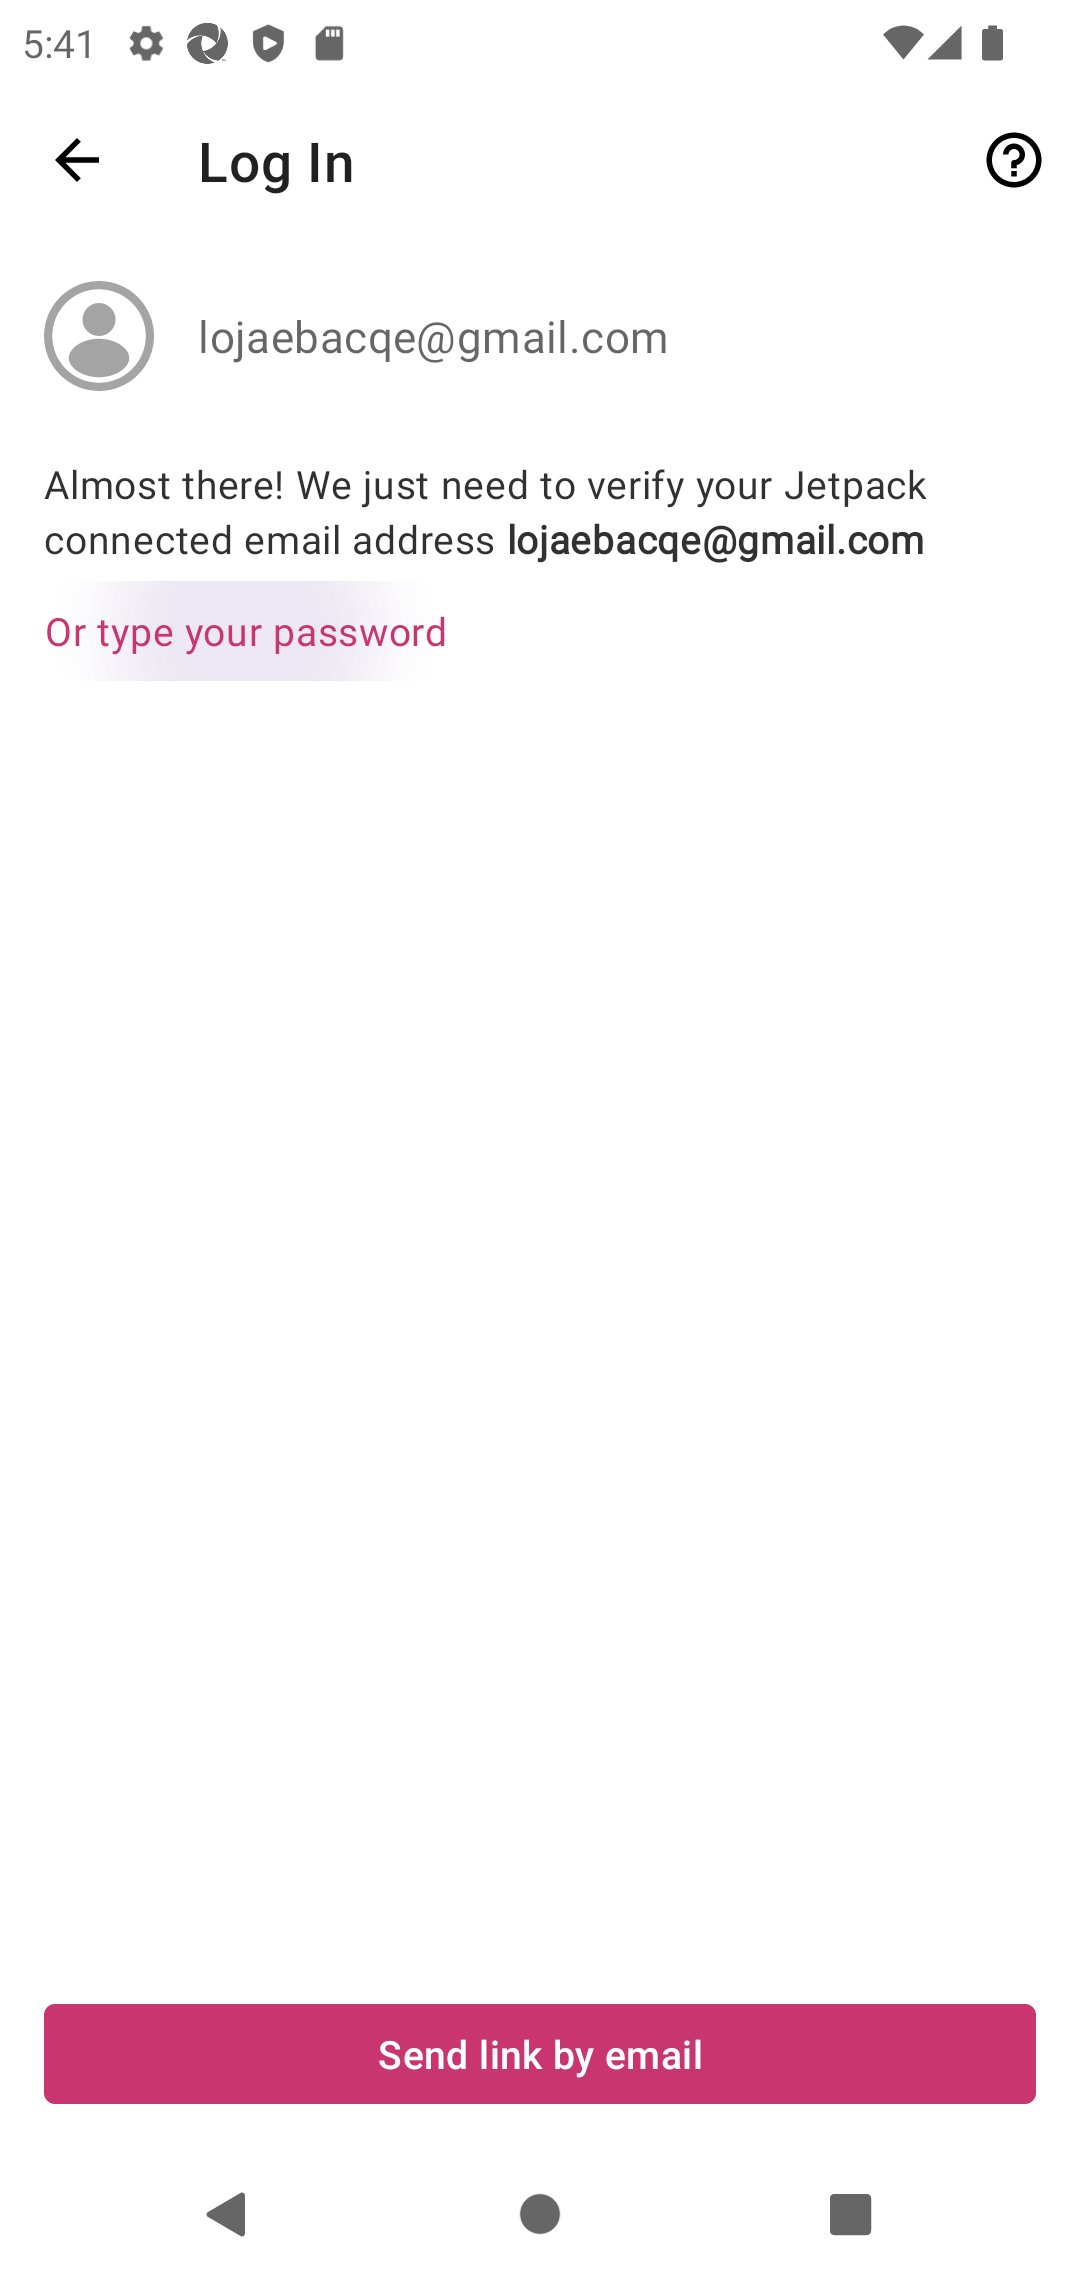 5:41
Log In
lojaebacqe@gmail.com
Almost there! We just need to verify your Jetpack
connected email address lojaebacqe@gmail.com
Or type your password
Send link by email